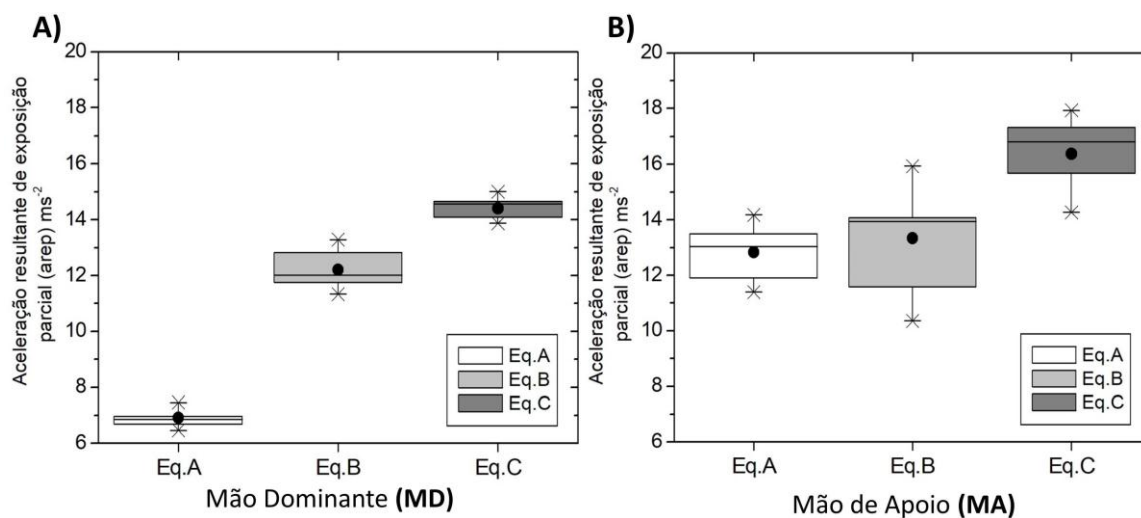 A)
Aceleração resultante de exposição
parcial (arep) ms⁻²
20
18
16
14
12
10
8
6
Eq.A
Eq.B
Eq.C
Eq.A
Eq.B
Eq.C
Mão Dominante (MD)
B)
Aceleração resultante de exposição
parcial (arep) ms⁻²
20
18
16
14
12
10
8
6
Eq.A
Eq.B
Eq.C
Eq.A
Eq.B
Eq.C
Mão de Apoio (MA)